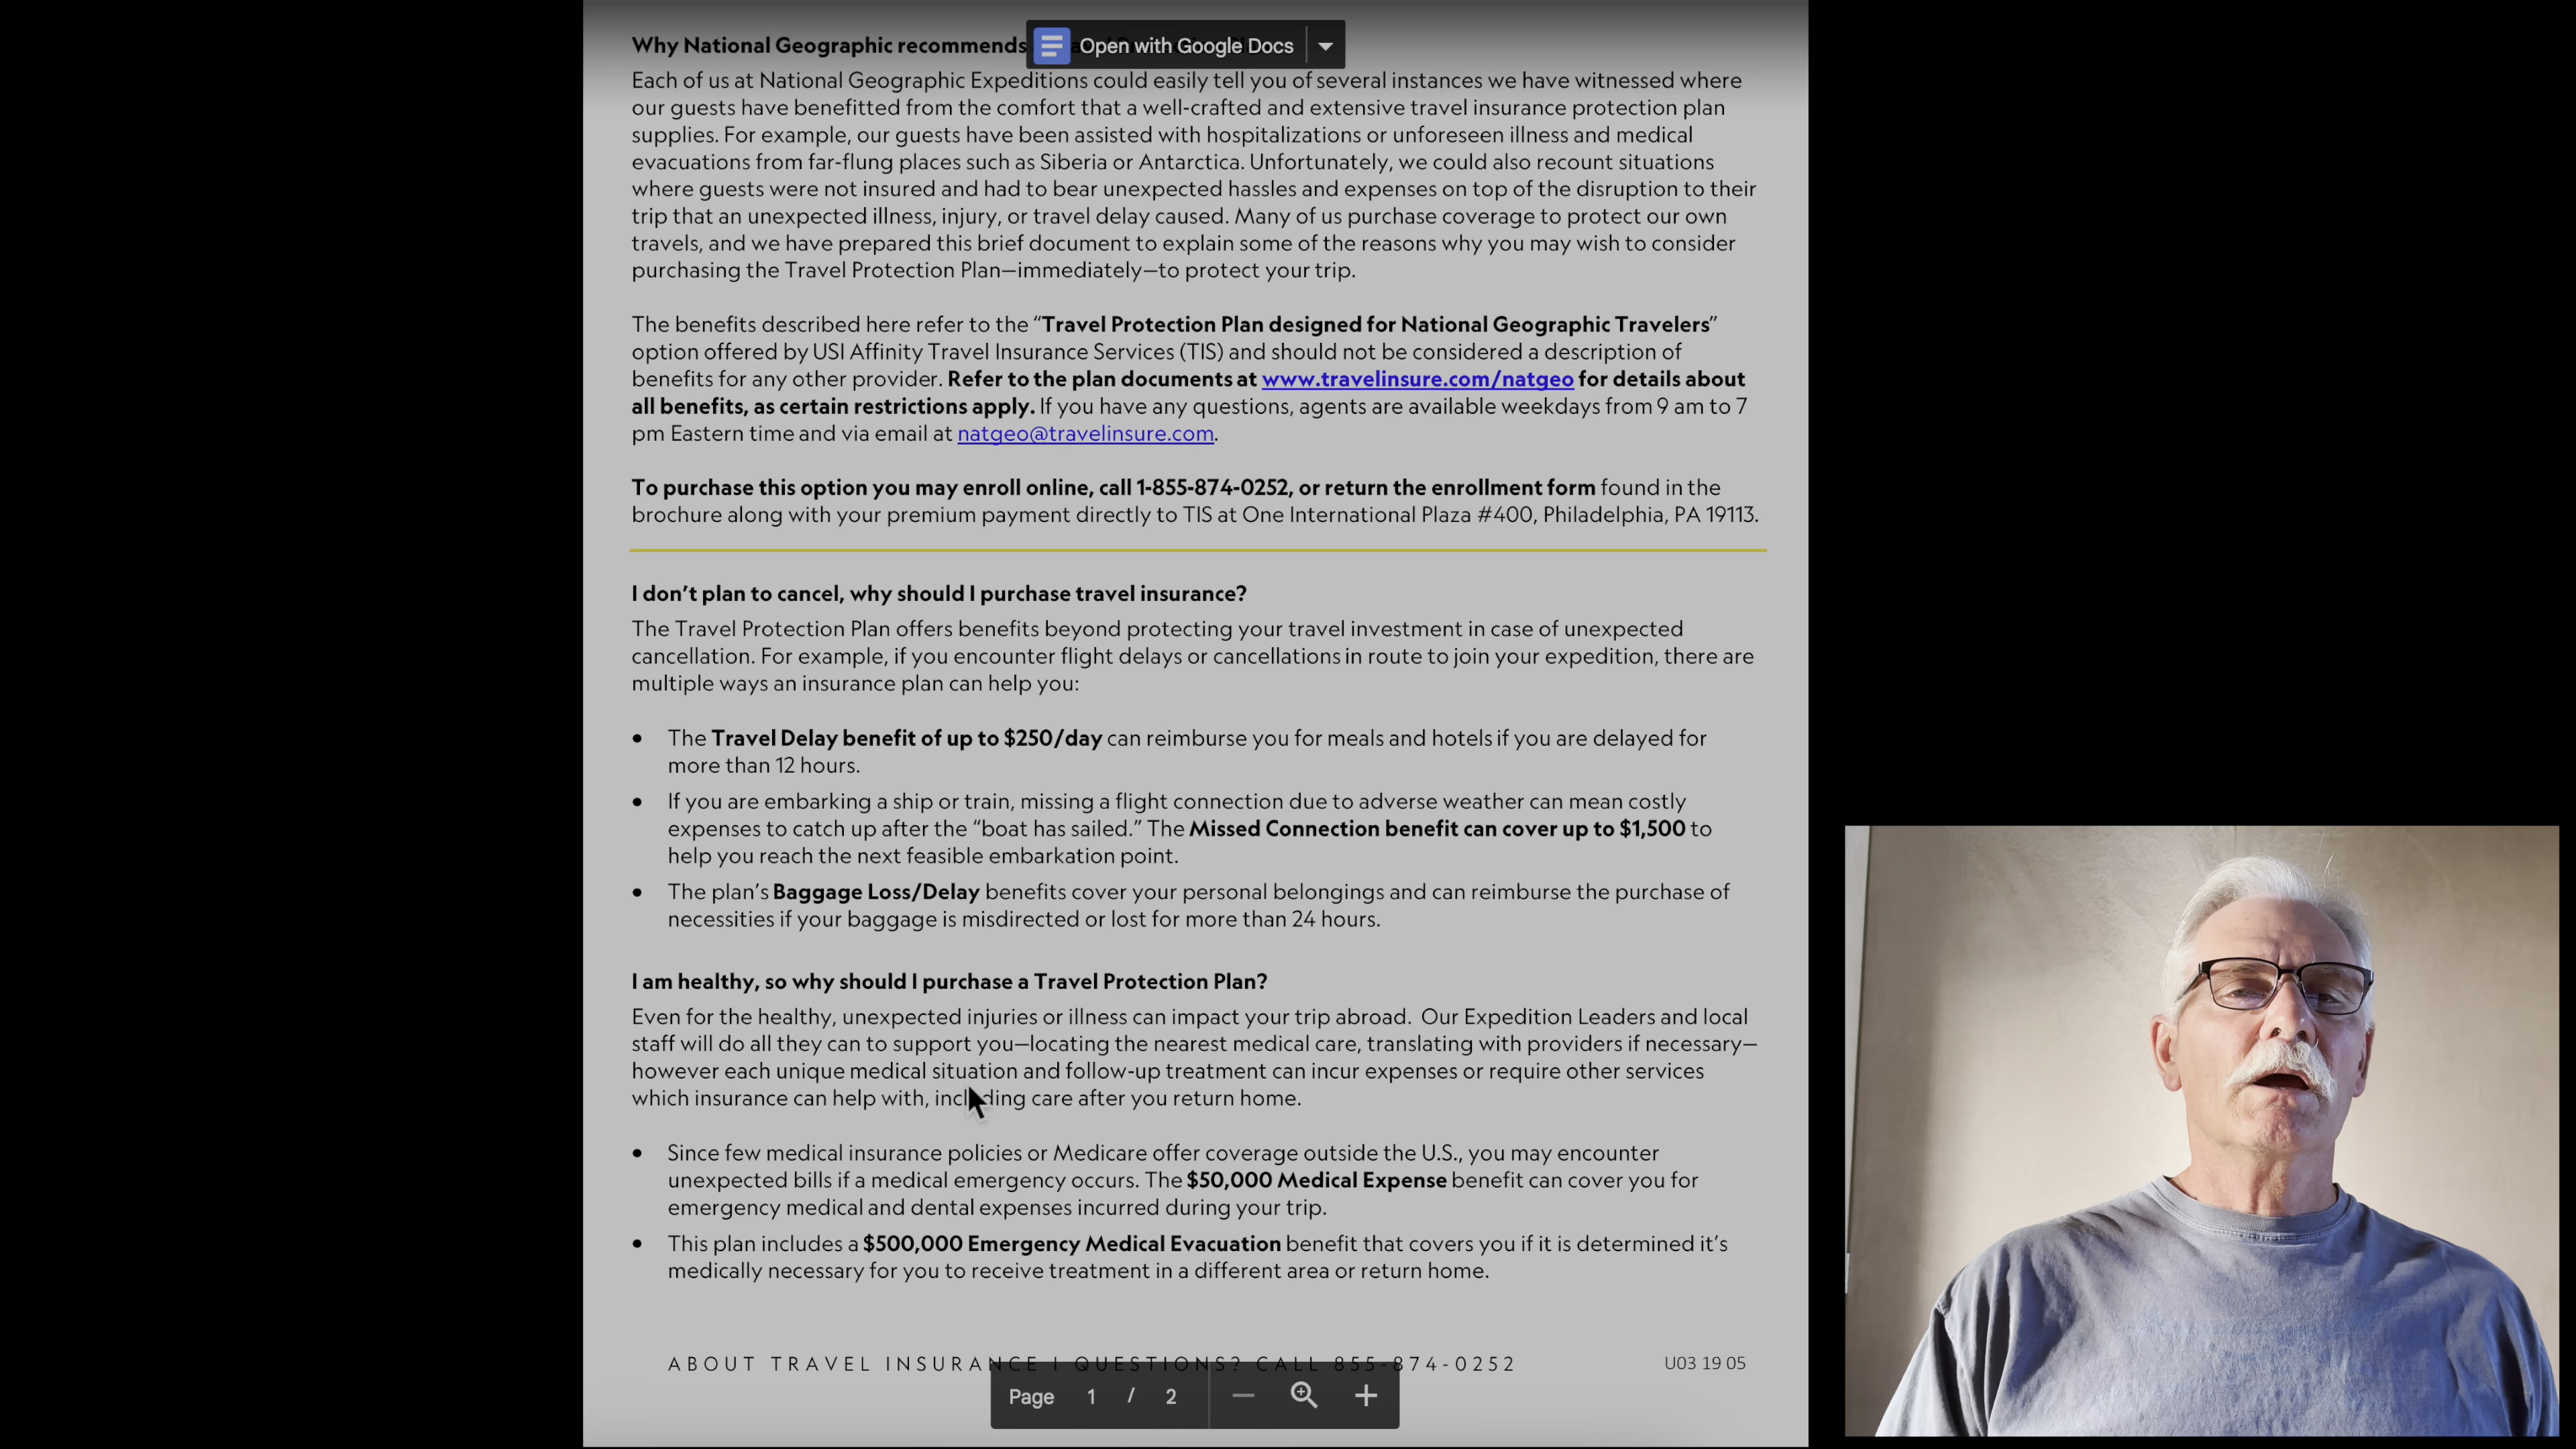 Why National Geographic recommends
Open with Google Docs
Each of us at National Geographic Expeditions could easily tell you of several instances we have witnessed where
our guests have benefitted from the comfort that a well-crafted and extensive travel insurance protection plan
supplies. For example, our guests have been assisted with hospitalizations or unforeseen illness and medical
evacuations from far-flung places such as Siberia or Antarctica. Unfortunately, we could also recount situations
where guests were not insured and had to bear unexpected hassles and expenses on top of the disruption to their
trip that an unexpected illness, injury, or travel delay caused. Many of us purchase coverage to protect our own
travels, and we have prepared this brief document to explain some of the reasons why you may wish to consider
purchasing the Travel Protection Plan—immediately—to protect your trip.
The benefits described here refer to the “Travel Protection Plan designed for National Geographic Travelers”
option offered by USI Affinity Travel Insurance Services (TIS) and should not be considered a description of
benefits for any other provider. Refer to the plan documents at www.travelinsure.com/natgeo for details about
all benefits, as certain restrictions apply. If you have any questions, agents are available weekdays from 9 am to 7
pm Eastern time and via email at natgeo@travelinsure.com.
To purchase this option you may enroll online, call 1-855-874-0252, or return the enrollment form found in the
brochure along with your premium payment directly to TIS at One International Plaza #400, Philadelphia, PA 19113.
I don’t plan to cancel, why should I purchase travel insurance?
The Travel Protection Plan offers benefits beyond protecting your travel investment in case of unexpected
cancellation. For example, if you encounter flight delays or cancellations in route to join your expedition, there are
multiple ways an insurance plan can help you:
• The Travel Delay benefit of up to $250/day can reimburse you for meals and hotels if you are delayed for
more than 12 hours.
• If you are embarking a ship or train, missing a flight connection due to adverse weather can mean costly
expenses to catch up after the “boat has sailed.” The Missed Connection benefit can cover up to $1,500 to
help you reach the next feasible embarkation point.
• The plan’s Baggage Loss/Delay benefits cover your personal belongings and can reimburse the purchase of
necessities if your baggage is misdirected or lost for more than 24 hours.
I am healthy, so why should I purchase a Travel Protection Plan?
Even for the healthy, unexpected injuries or illness can impact your trip abroad. Our Expedition Leaders and local
staff will do all they can to support you—locating the nearest medical care, translating with providers if necessary—
however each unique medical situation and follow-up treatment can incur expenses or require other services
which insurance can help with, including care after you return home.
• Since few medical insurance policies or Medicare offer coverage outside the U.S., you may encounter
unexpected bills if a medical emergency occurs. The $50,000 Medical Expense benefit can cover you for
emergency medical and dental expenses incurred during your trip.
• This plan includes a $500,000 Emergency Medical Evacuation benefit that covers you if it is determined it’s
medically necessary for you to receive treatment in a different area or return home.
ABOUT TRAVEL INSURANCE | QUESTIONS? CALL 855-874-0252
U03 19 05
Page 1 / 2